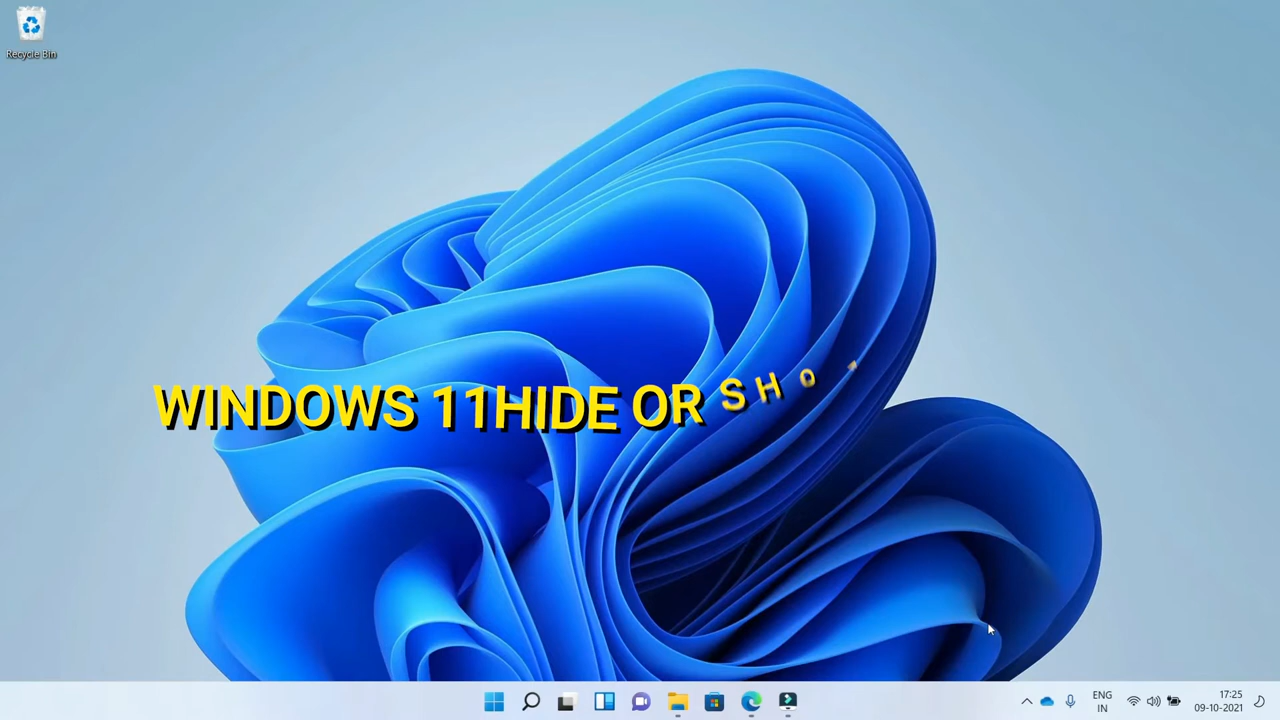 Recycle Bin
WINDOWS 11HIDE OR SHO
ENG
IN
17:25
09-10-2021